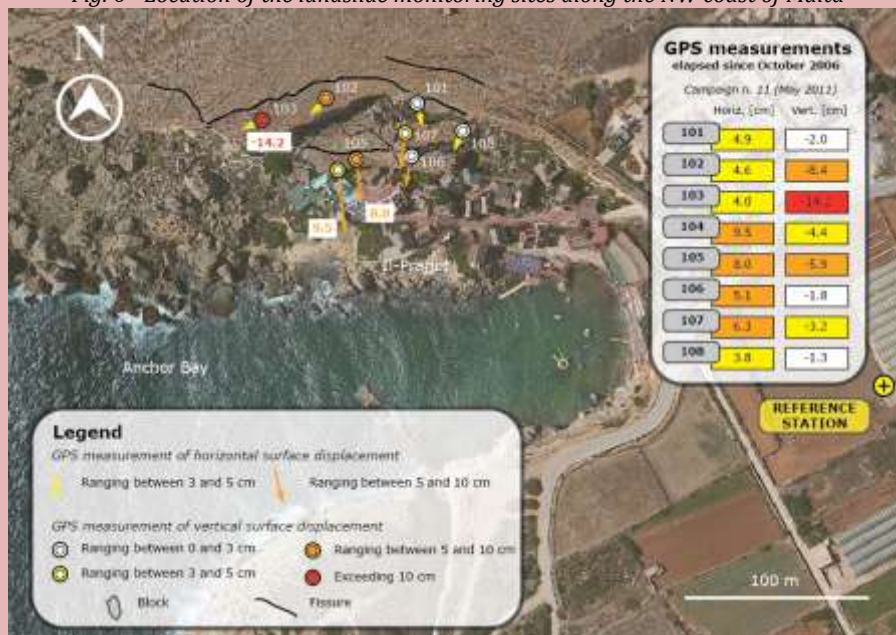 Fig. 6 - Location of the landslide monitoring sites along the NW coast of Malta
N
GPS measurements
elapsed since October 2006
Campaign n. 11 (May 2011)
Horiz. [cm] Vert. [cm]
101 4.9 -2.0
102 4.6 -8.4
103 4.0 -14.2
104 9.5 -4.4
105 8.0 -5.9
106 5.1 -1.8
107 6.3 -3.2
108 3.8 -1.3
REFERENCE
STATION
102
101
103
-14.2
107
108
105
106
8.0
9.5
Anchor Bay
Legend
GPS measurement of horizontal surface displacement
Ranging between 3 and 5 cm
Ranging between 5 and 10 cm
GPS measurement of vertical surface displacement
Ranging between 0 and 3 cm
Ranging between 5 and 10 cm
Ranging between 3 and 5 cm
Exceeding 10 cm
Block
Fissure
100 m